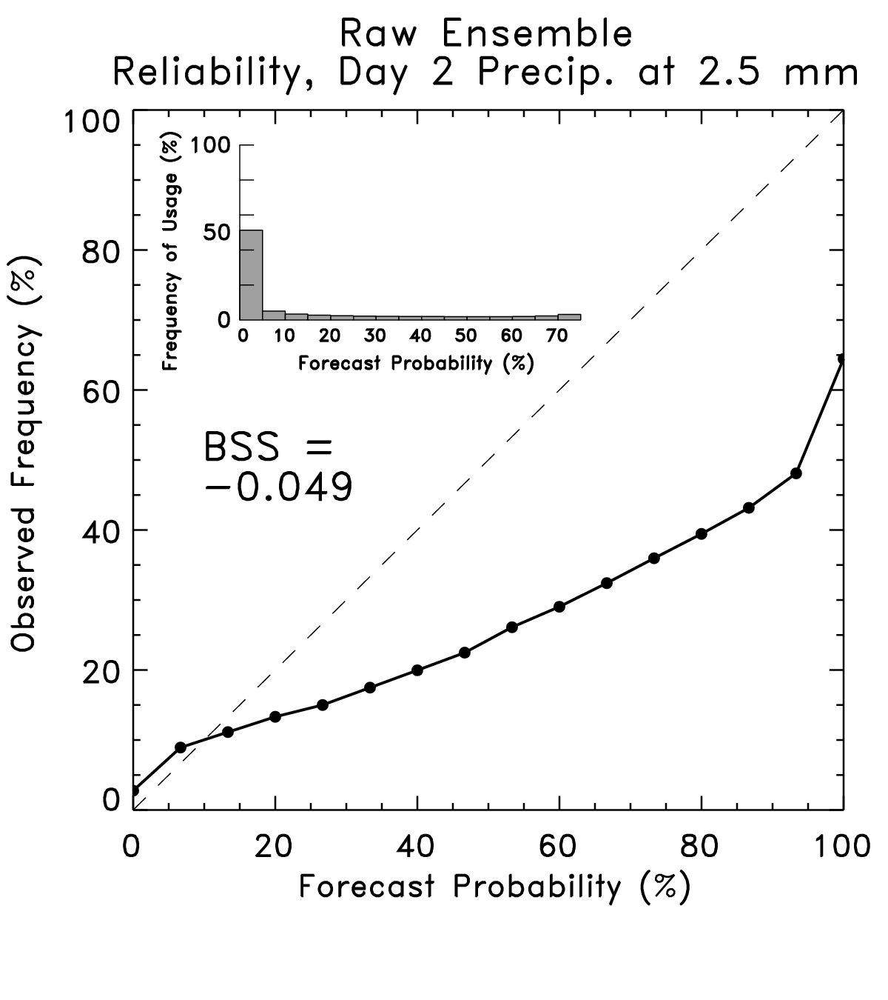 Raw Ensemble
Reliability, Day 2 Precip. at 2.5 mm
100
80
60
40
20
0
Observed Frequency (%)
Frequency of Usage (%)
100
50
0
0 10 20 30 40 50 60 70
Forecast Probability (%)
BSS =
−0.049
0 20 40 60 80 100
Forecast Probability (%)